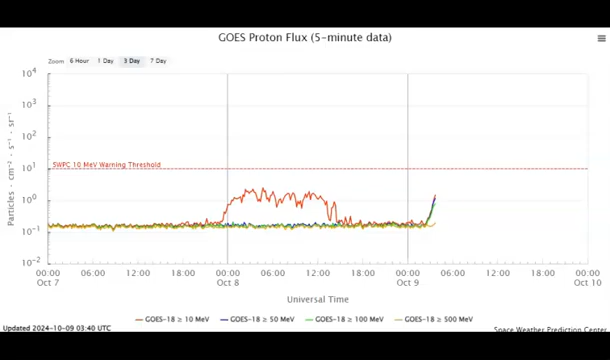 GOES Proton Flux (5-minute data)
Zoom 6 Hour 1 Day 3 Day 7 Day
Particles · cm⁻² · s⁻¹ · sr⁻¹
10⁴
10³
10²
10¹
10⁰
10⁻¹
10⁻²
SWPC 10 MeV Warning Threshold
00:00 06:00 12:00 18:00 00:00 06:00 12:00 18:00 00:00 06:00 12:00 18:00 00:00
Oct 7 Oct 8 Oct 9 Oct 10
Universal Time
GOES-18 ≥ 10 MeV GOES-18 ≥ 50 MeV GOES-18 ≥ 100 MeV GOES-18 ≥ 500 MeV
Updated 2024-10-09 03:40 UTC Space Weather Prediction Center